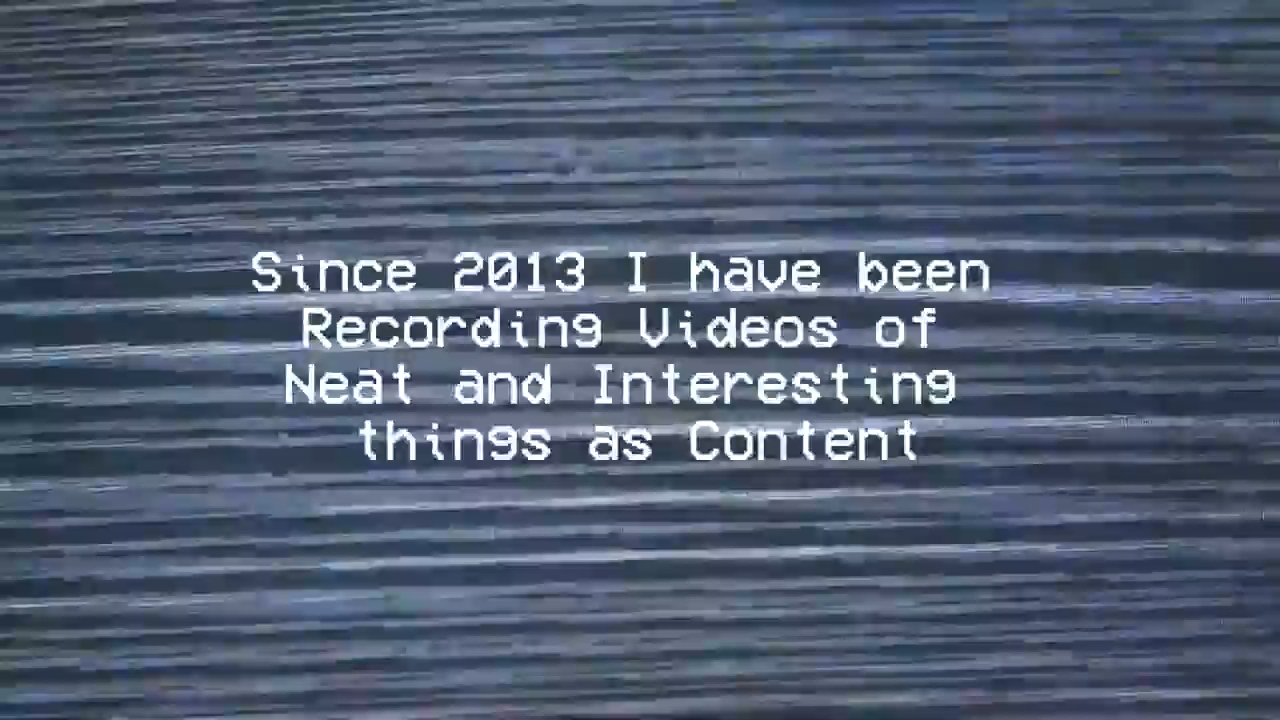 Since 2013 I have been
Recording Videos of
Neat and Interesting
things as Content